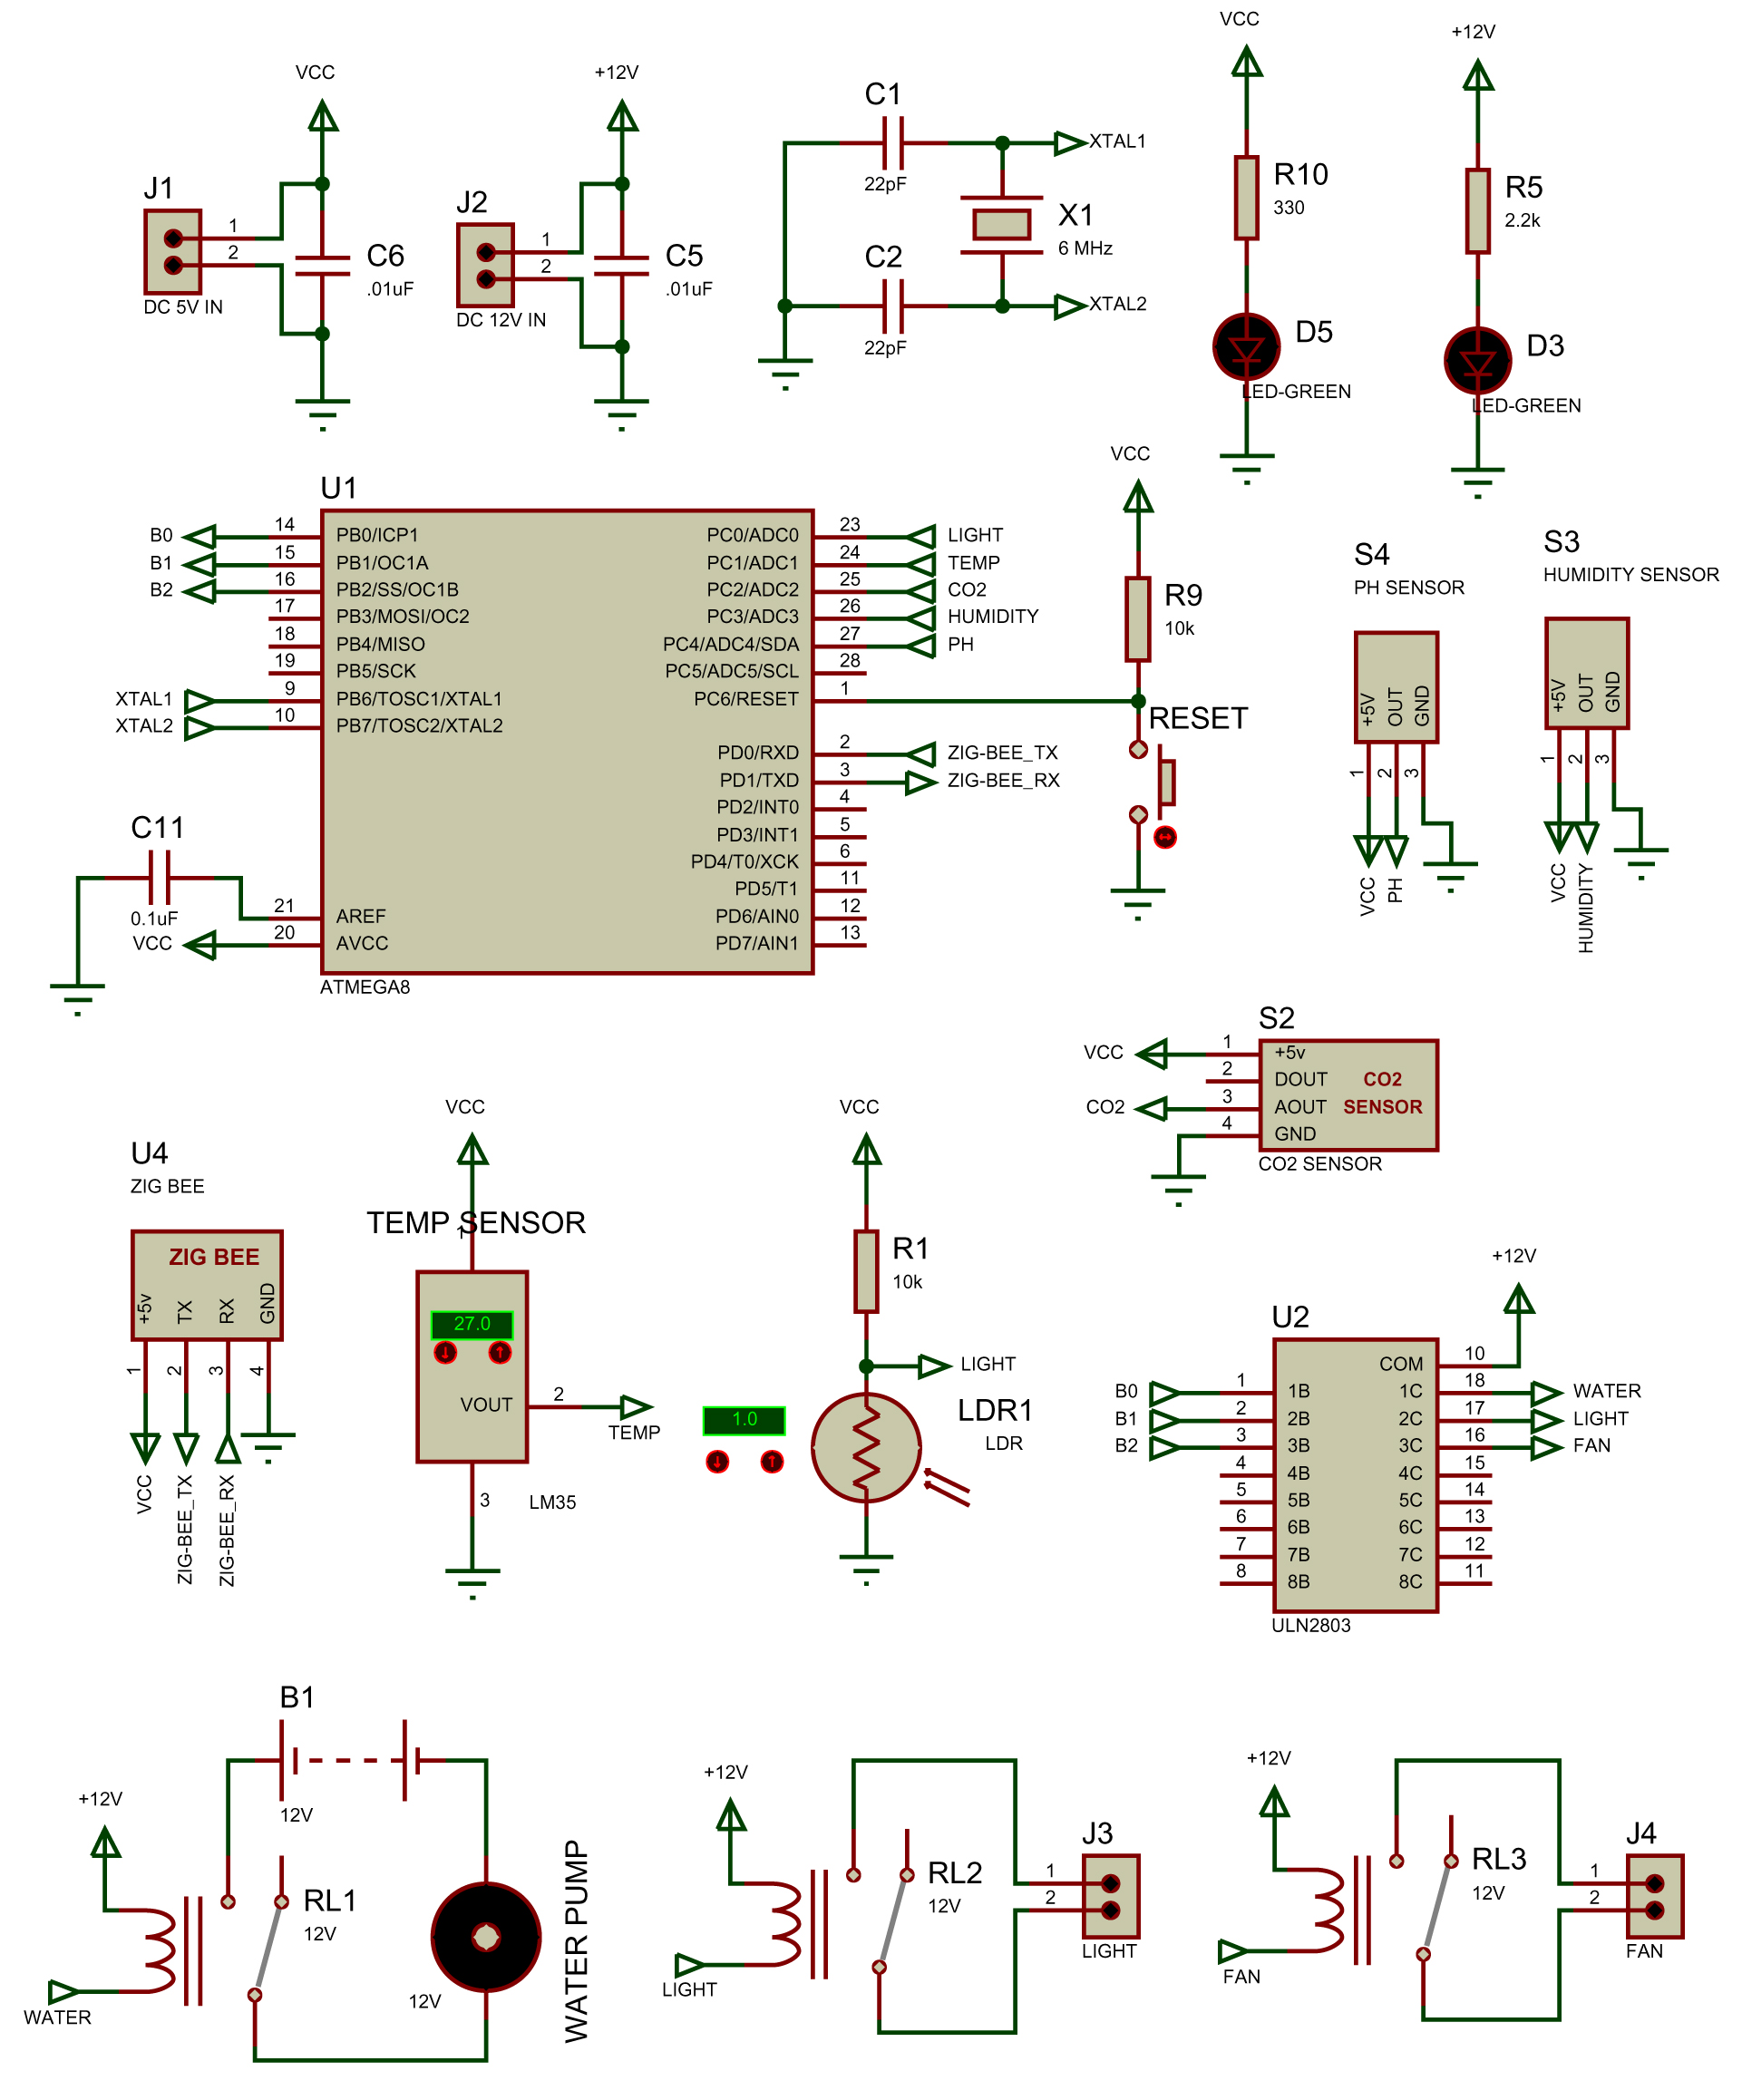 VCC
+12V
J1
1
2
DC 5V IN
C6
.01uF
J2
1
2
DC 12V IN
C5
.01uF
C1
22pF
XTAL1
X1
6 MHz
C2
22pF
XTAL2
VCC
R10
330
D5
LED-GREEN
+12V
R5
2.2k
D3
LED-GREEN
U1
B0 14 PB0/ICP1
B1 15 PB1/OC1A
B2 16 PB2/SS/OC1B
17 PB3/MOSI/OC2
18 PB4/MISO
19 PB5/SCK
XTAL1 9 PB6/TOSC1/XTAL1
XTAL2 10 PB7/TOSC2/XTAL2
21 AREF
VCC 20 AVCC
PC0/ADC0 23 LIGHT
PC1/ADC1 24 TEMP
PC2/ADC2 25 CO2
PC3/ADC3 26 HUMIDITY
PC4/ADC4/SDA 27 PH
PC5/ADC5/SCL 28
PC6/RESET 1
PD0/RXD 2 ZIG-BEE_TX
PD1/TXD 3 ZIG-BEE_RX
PD2/INT0 4
PD3/INT1 5
PD4/T0/XCK 6
PD5/T1 11
PD6/AIN0 12
PD7/AIN1 13
ATMEGA8
C11
0.1uF
VCC
R9
10k
RESET
S4
PH SENSOR
+5V
OUT
GND
1
2
3
VCC
PH
S3
HUMIDITY SENSOR
+5V
OUT
GND
1
2
3
VCC
HUMIDITY
S2
VCC 1 +5v
2 DOUT
CO2 3 AOUT
4 GND
CO2
SENSOR
CO2 SENSOR
U4
ZIG BEE
ZIG BEE
+5v
TX
RX
GND
1
2
3
4
VCC
ZIG-BEE_TX
ZIG-BEE_RX
VCC
TEMP SENSOR
1
27.0
VOUT
2
TEMP
3
LM35
VCC
R1
10k
LIGHT
1.0
LDR1
LDR
+12V
U2
COM 10
B0 1 1B 1C 18 WATER
B1 2 2B 2C 17 LIGHT
B2 3 3B 3C 16 FAN
4 4B 4C 15
5 5B 5C 14
6 6B 6C 13
7 7B 7C 12
8 8B 8C 11
ULN2803
B1
12V
+12V
RL1
12V
WATER
12V
WATER PUMP
+12V
RL2
12V
LIGHT
J3
1
2
LIGHT
+12V
RL3
12V
FAN
J4
1
2
FAN